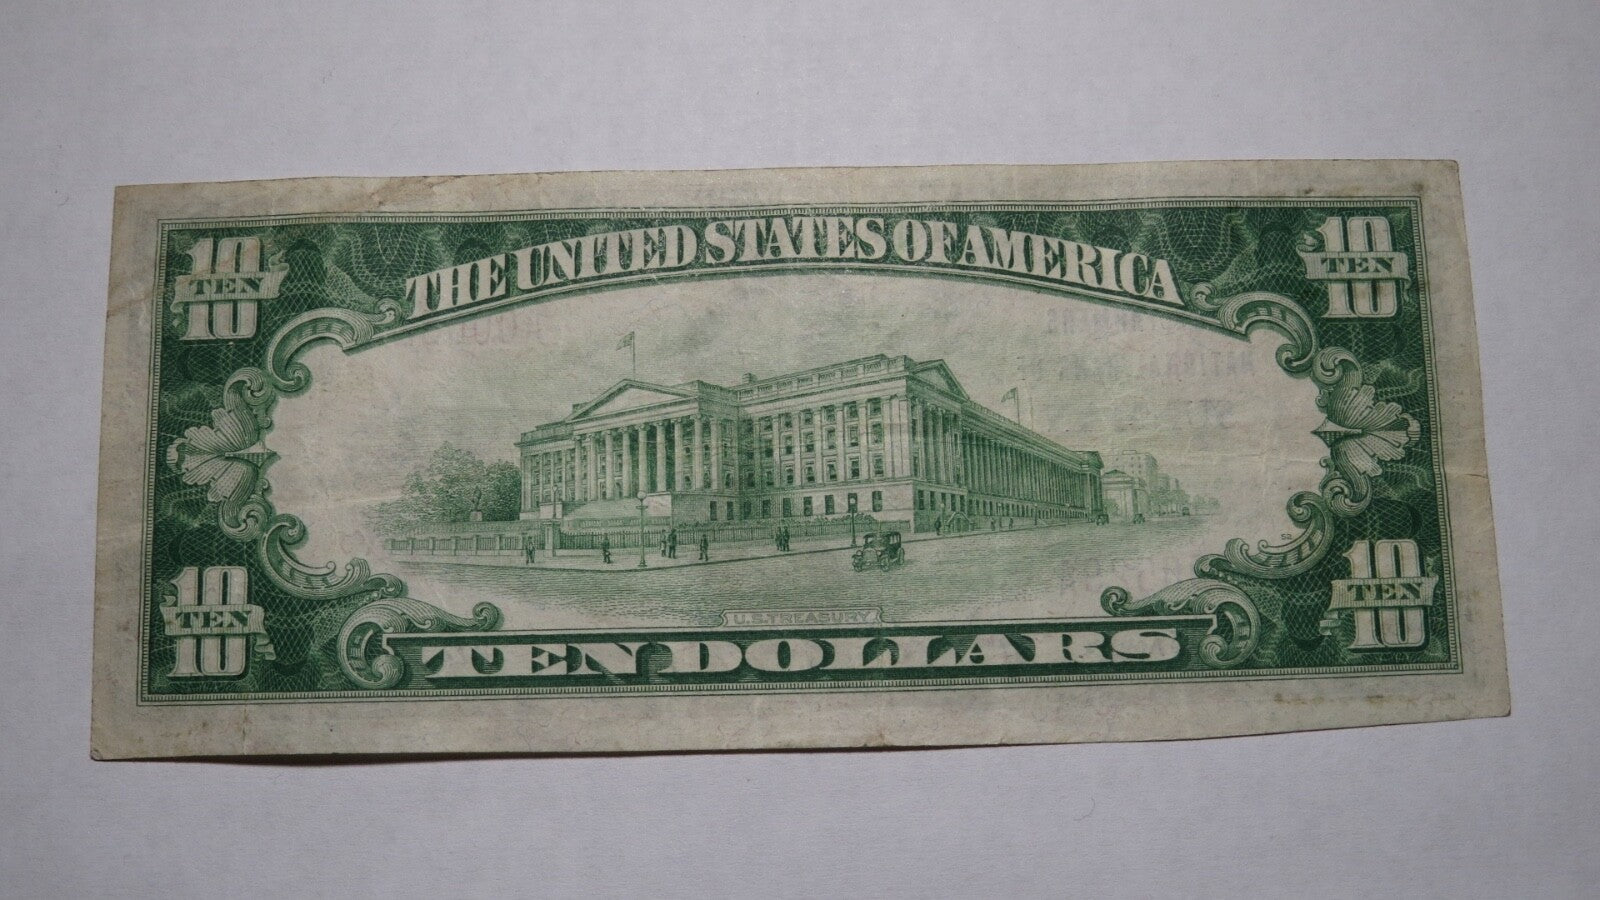 10 TEN 10
THE UNITED STATES OF AMERICA
10 TEN 10
U.S. TREASURY
52
10 TEN 10
TEN DOLLARS
10 TEN 10